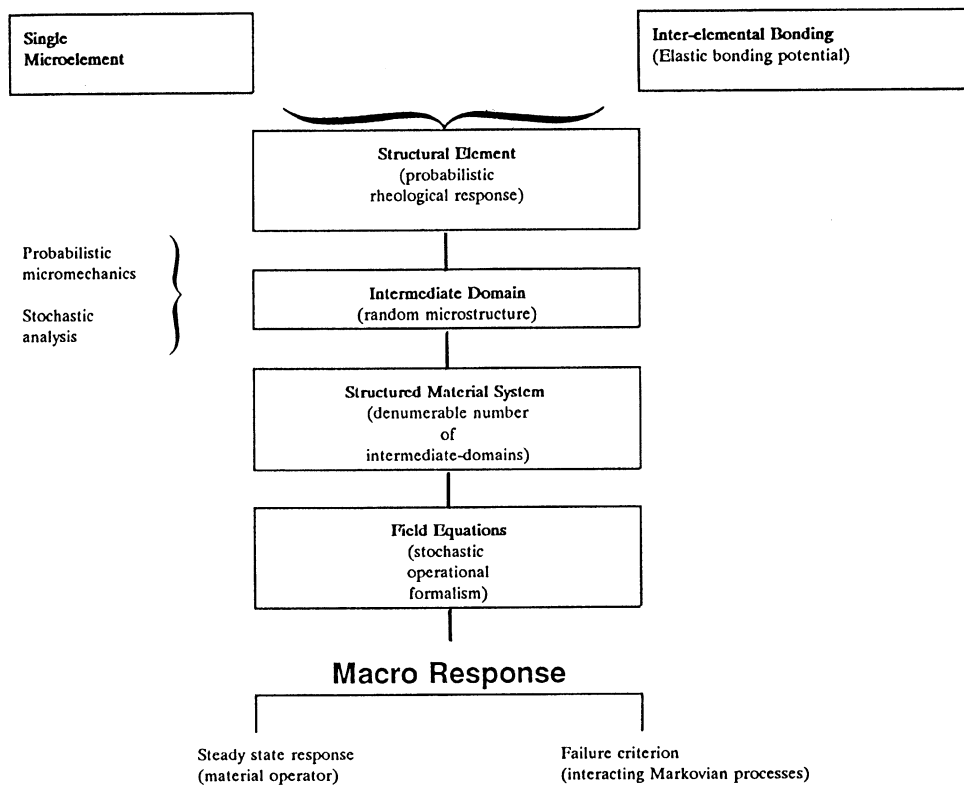 Single
Microelement
Inter-elemental Bonding
(Elastic bonding potential)
Structural Element
(probabilistic
rheological response)
Probabilistic
micromechanics
Stochastic
analysis
Intermediate Domain
(random microstructure)
Structured Material System
(denumerable number
of
intermediate-domains)
Field Equations
(stochastic
operational
formalism)
Macro Response
Steady state response
(material operator)
Failure criterion
(interacting Markovian processes)